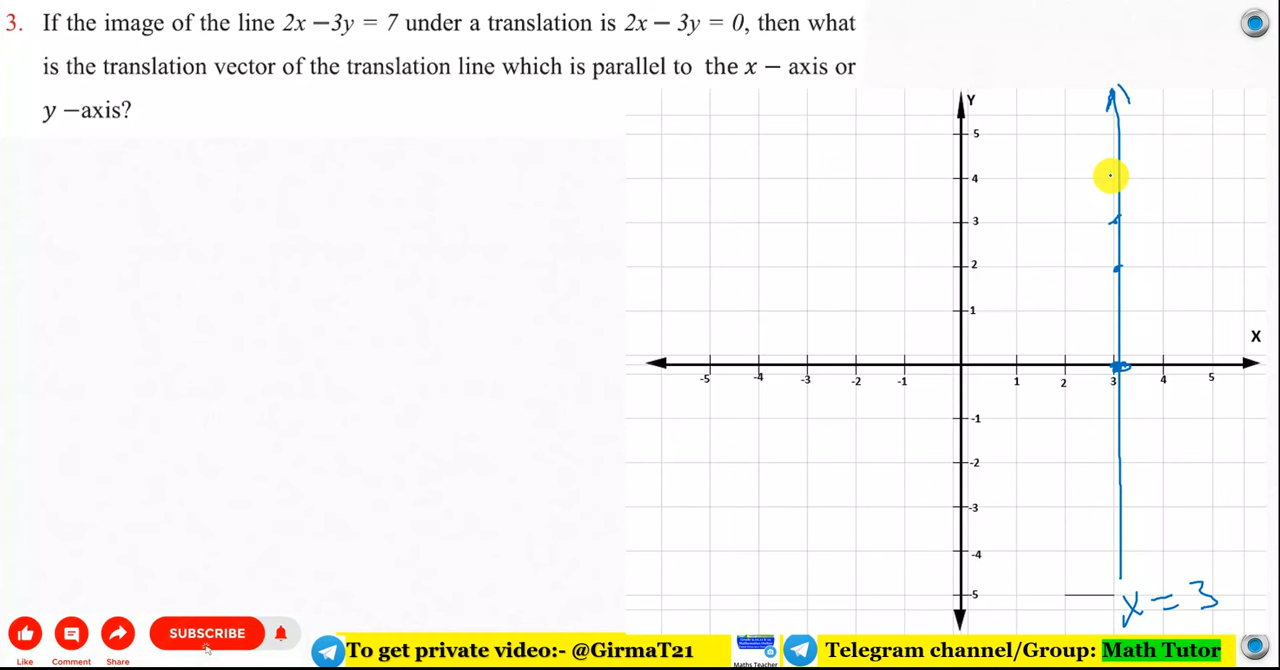 3. If the image of the line 2x −3y = 7 under a translation is 2x − 3y = 0, then what
is the translation vector of the translation line which is parallel to the x − axis or
y −axis?
Y
5
4
3
2
1
X
-5 -4 -3 -2 -1 1 2 3 4 5
-1
-2
-3
-4
-5
x = 3
SUBSCRIBE
Like Comment Share
To get private video:- @GirmaT21
Maths Teacher
Telegram channel/Group: Math Tutor